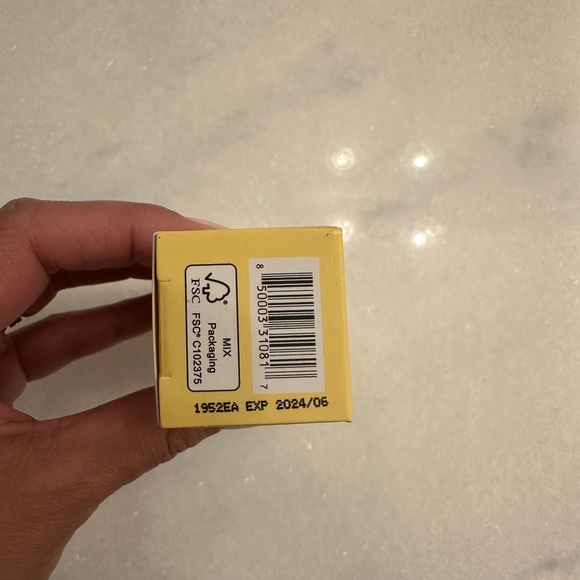 FSC®
MIX
Packaging
FSC® C102375
8 50003 31081 7
1952EA EXP 2024/06